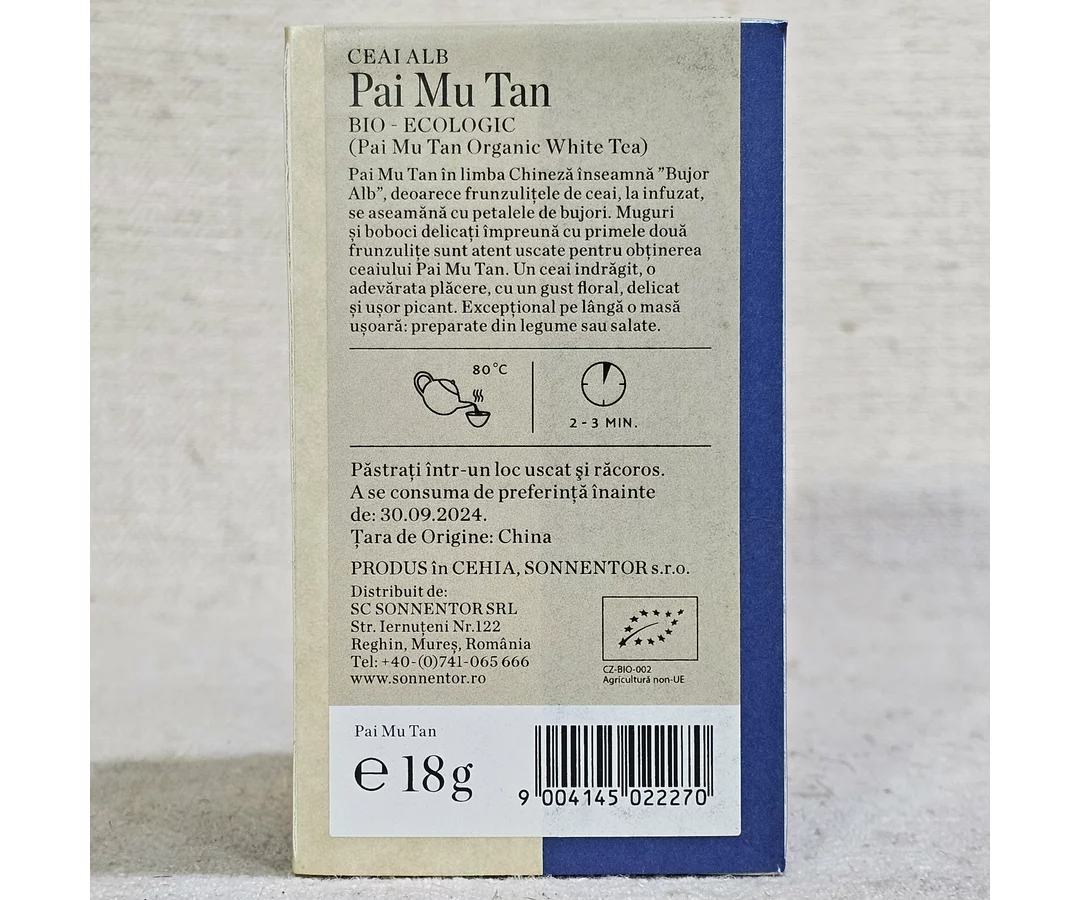 CEAI ALB
Pai Mu Tan
BIO - ECOLOGIC
(Pai Mu Tan Organic White Tea)
Pai Mu Tan în limba Chineză înseamnă ”Bujor
Alb”, deoarece frunzulițele de ceai, la infuzat,
se aseamănă cu petalele de bujori. Muguri
și boboci delicați împreună cu primele două
frunzulițe sunt atent uscate pentru obținerea
ceaiului Pai Mu Tan. Un ceai indrăgit, o
adevărata plăcere, cu un gust floral, delicat
și ușor picant. Excepțional pe lângă o masă
ușoară: preparate din legume sau salate.
80°C
2 - 3 MIN.
Păstrați într-un loc uscat şi răcoros.
A se consuma de preferință înainte
de: 30.09.2024.
Țara de Origine: China
PRODUS în CEHIA, SONNENTOR s.r.o.
Distribuit de:
SC SONNENTOR SRL
Str. Iernuțeni Nr.122
Reghin, Mureș, România
Tel: +40-(0)741-065 666
www.sonnentor.ro
CZ-BIO-002
Agricultură non-UE
Pai Mu Tan
℮ 18 g
9 004145 022270